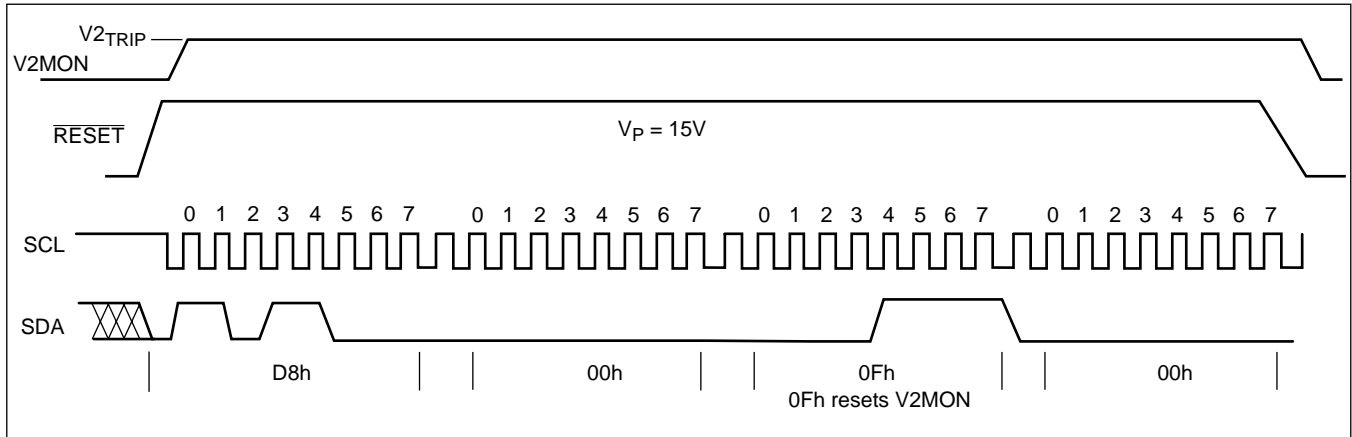 V2TRIP
V2MON
RESET
VP = 15V
0 1 2 3 4 5 6 7 0 1 2 3 4 5 6 7 0 1 2 3 4 5 6 7 0 1 2 3 4 5 6 7
SCL
SDA
D8h 00h 0Fh 00h
0Fh resets V2MON